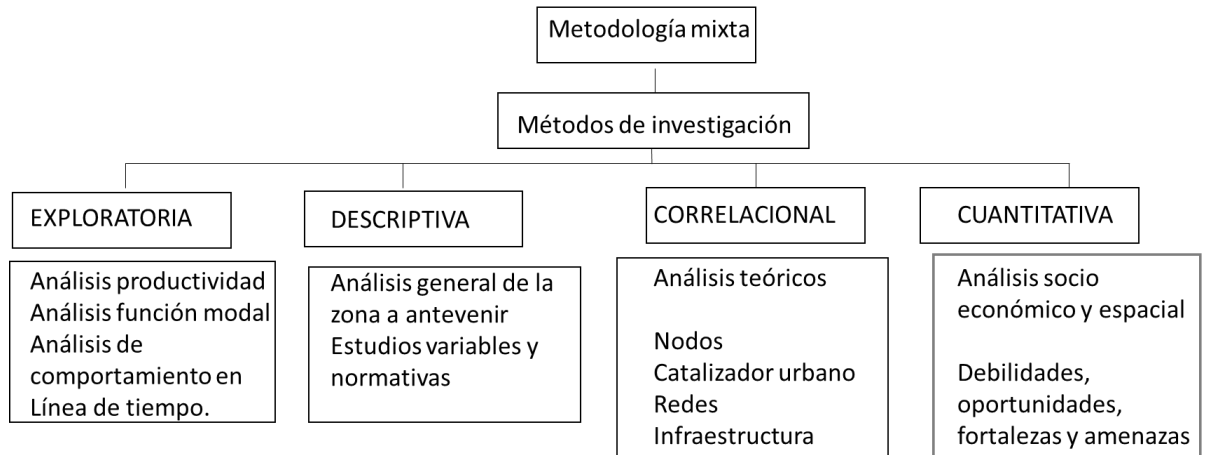 Metodología mixta
Métodos de investigación
EXPLORATORIA
Análisis productividad
Análisis función modal
Análisis de
comportamiento en
Línea de tiempo.
DESCRIPTIVA
Análisis general de la
zona a antevenir
Estudios variables y
normativas
CORRELACIONAL
Análisis teóricos
Nodos
Catalizador urbano
Redes
Infraestructura
CUANTITATIVA
Análisis socio
económico y espacial
Debilidades,
oportunidades,
fortalezas y amenazas